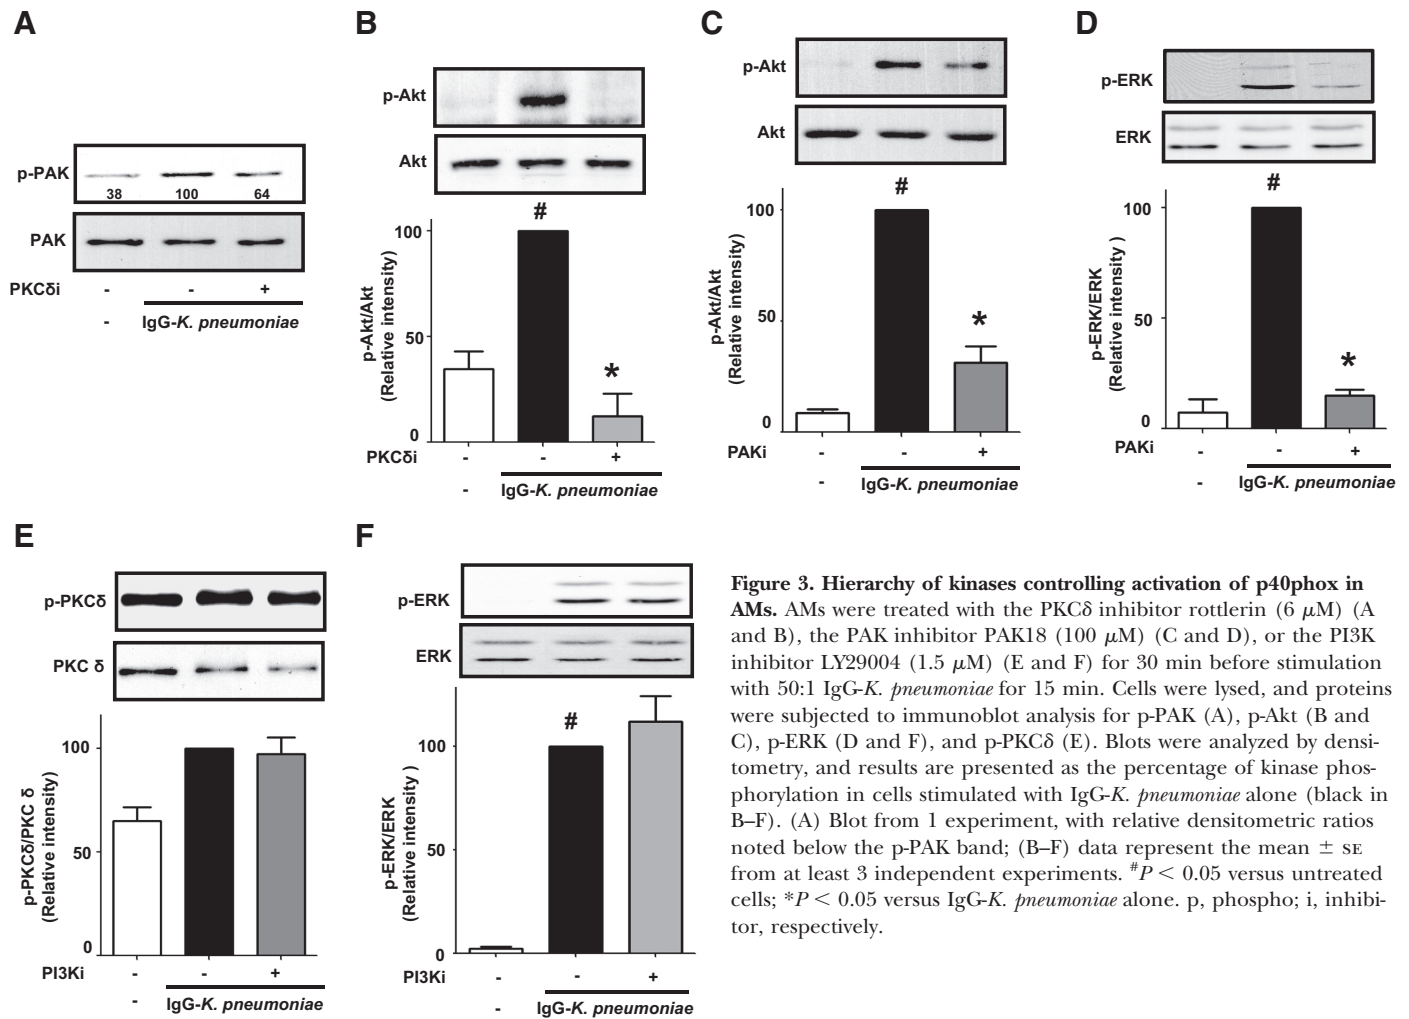 A
p-PAK
38 100 64
PAK
PKCδi - - +
- IgG-K. pneumoniae
B
p-Akt
Akt
p-Akt/Akt
(Relative intensity)
100
50
0
#
*
PKCδi - - +
- IgG-K. pneumoniae
C
p-Akt
Akt
p-Akt/Akt
(Relative intensity)
100
50
0
#
*
PAKi - - +
- IgG-K. pneumoniae
D
p-ERK
ERK
p-ERK/ERK
(Relative intensity )
100
50
0
#
*
PAKi - - +
- IgG-K. pneumoniae
E
p-PKCδ
PKC δ
p-PKCδ/PKC δ
(Relative intensity)
100
50
0
PI3Ki - - +
- IgG-K. pneumoniae
F
p-ERK
ERK
p-ERK/ERK
(Relative intensity )
100
50
0
#
PI3Ki - - +
- IgG-K. pneumoniae
Figure 3. Hierarchy of kinases controlling activation of p40phox in
AMs. AMs were treated with the PKCδ inhibitor rottlerin (6 μM) (A
and B), the PAK inhibitor PAK18 (100 μM) (C and D), or the PI3K
inhibitor LY29004 (1.5 μM) (E and F) for 30 min before stimulation
with 50:1 IgG-K. pneumoniae for 15 min. Cells were lysed, and proteins
were subjected to immunoblot analysis for p-PAK (A), p-Akt (B and
C), p-ERK (D and F), and p-PKCδ (E). Blots were analyzed by densi-
tometry, and results are presented as the percentage of kinase phos-
phorylation in cells stimulated with IgG-K. pneumoniae alone (black in
B–F). (A) Blot from 1 experiment, with relative densitometric ratios
noted below the p-PAK band; (B–F) data represent the mean ± SE
from at least 3 independent experiments. #P < 0.05 versus untreated
cells; *P < 0.05 versus IgG-K. pneumoniae alone. p, phospho; i, inhibi-
tor, respectively.